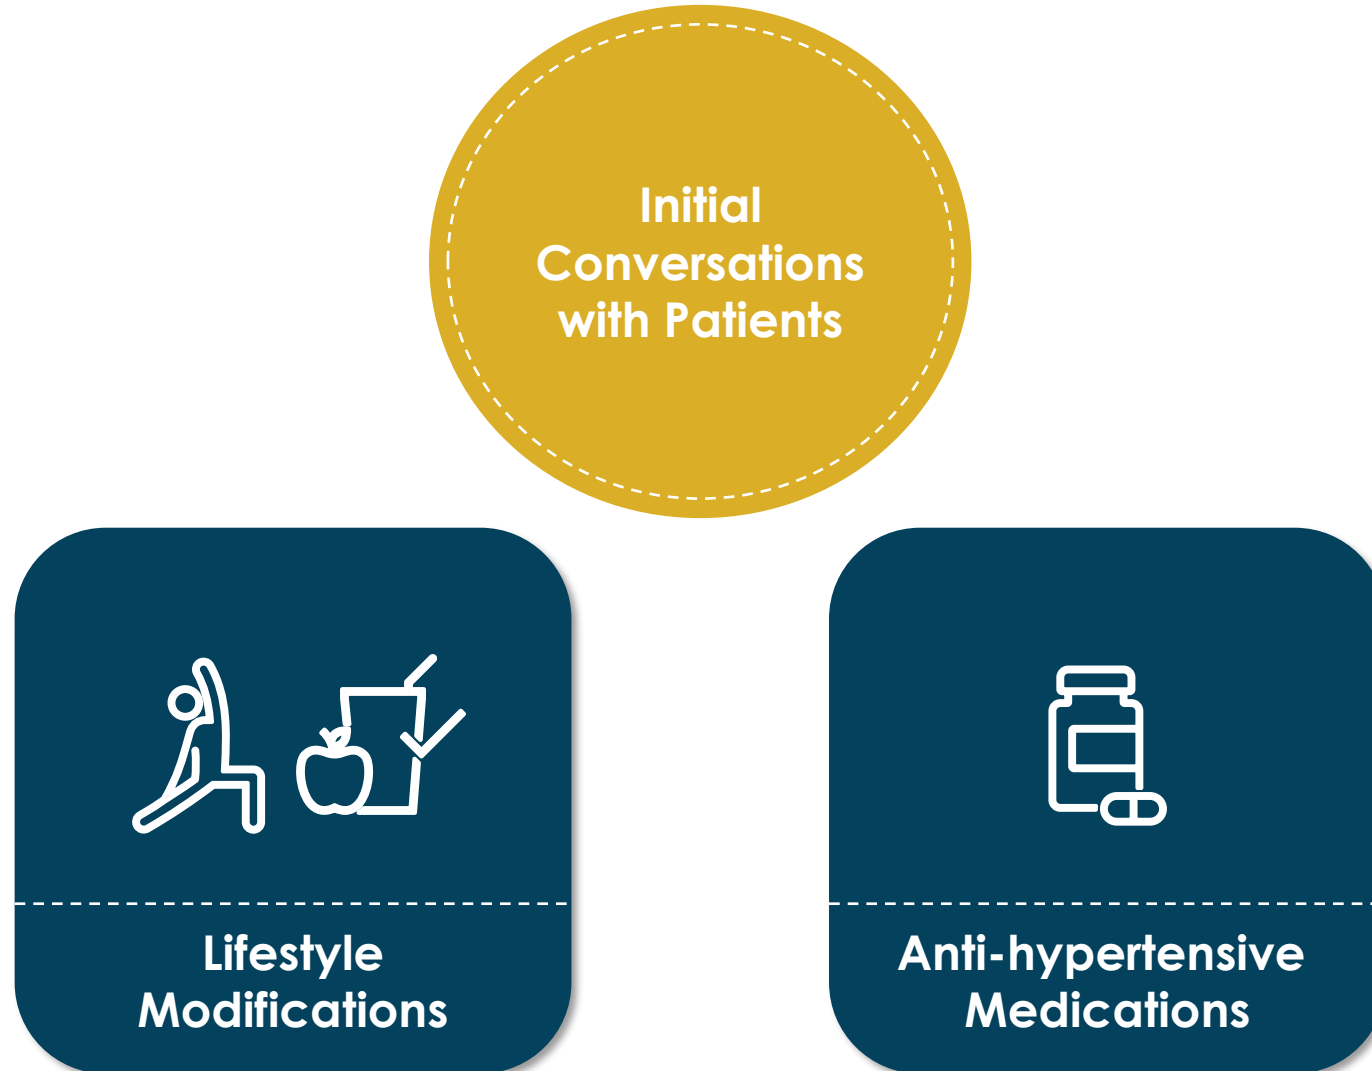 Initial
Conversations
with Patients
Lifestyle
Modifications
Anti-hypertensive
Medications